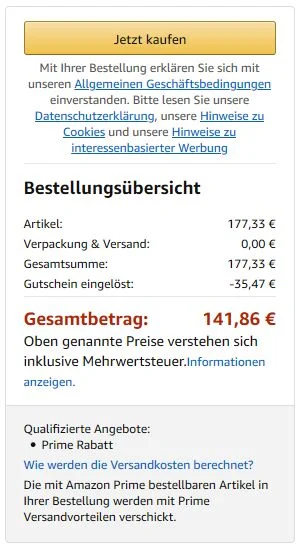 Jetzt kaufen
Mit Ihrer Bestellung erklären Sie sich mit
unseren Allgemeinen Geschäftsbedingungen
einverstanden. Bitte lesen Sie unsere
Datenschutzerklärung, unsere Hinweise zu
Cookies und unsere Hinweise zu
interessenbasierter Werbung
Bestellungsübersicht
Artikel: 177,33 €
Verpackung & Versand: 0,00 €
Gesamtsumme: 177,33 €
Gutschein eingelöst: -35,47 €
Gesamtbetrag: 141,86 €
Oben genannte Preise verstehen sich
inklusive Mehrwertsteuer.Informationen
anzeigen.
Qualifizierte Angebote:
• Prime Rabatt
Wie werden die Versandkosten berechnet?
Die mit Amazon Prime bestellbaren Artikel in
Ihrer Bestellung werden mit Prime
Versandvorteilen verschickt.